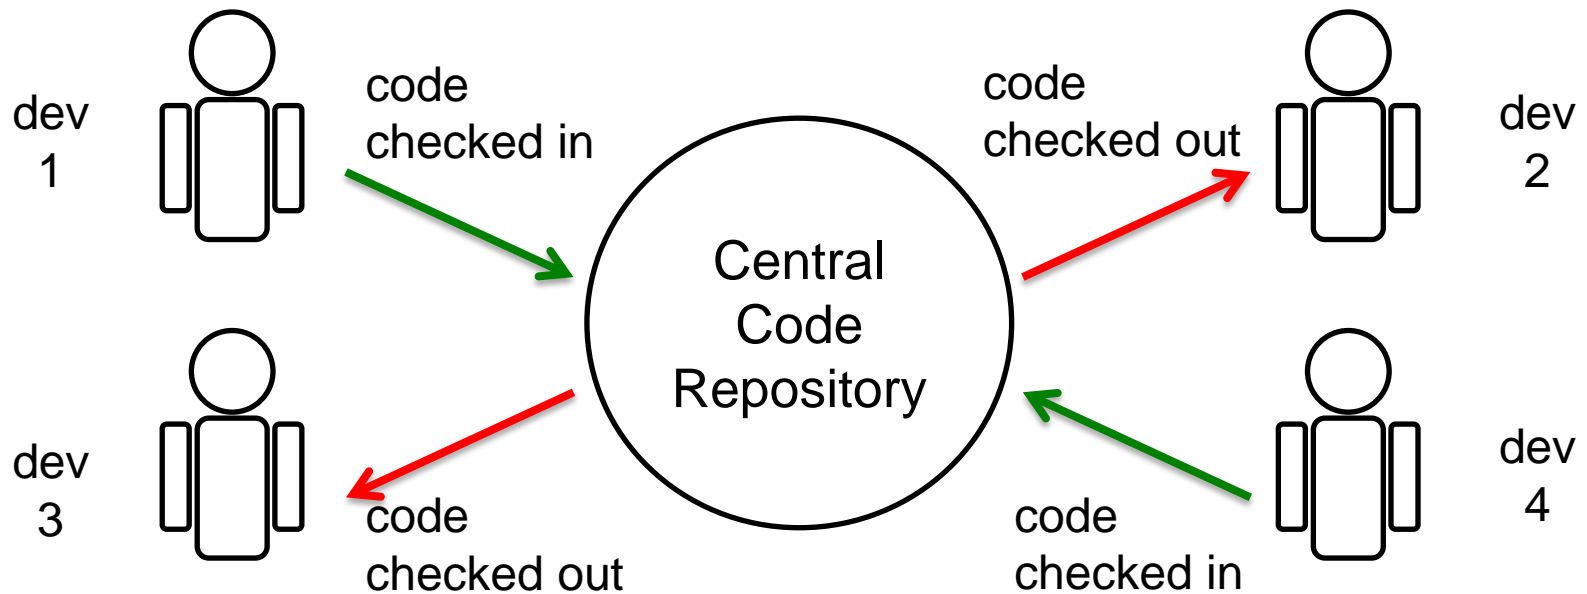 dev
1
code
checked in
code
checked out
dev
2
Central
Code
Repository
dev
3
code
checked out
code
checked in
dev
4